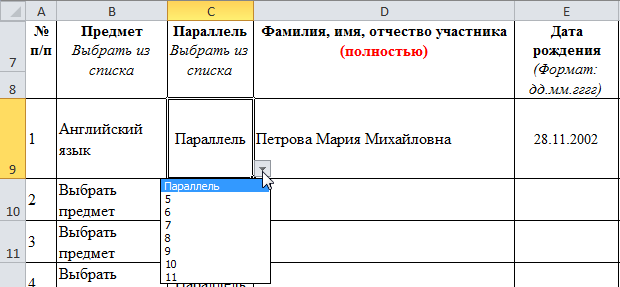 A B C D E
№ Предмет Параллель Фамилия, имя, отчество участника Дата
п/п Выбрать из Выбрать из (полностью) рождения
7 списка списка (Формат:
8 дд.мм.гггг)
1 Английский язык Параллель Петрова Мария Михайловна 28.11.2002
9
Параллель
5
6
7
8
9
10
11
2 Выбрать
10 предмет
3 Выбрать
11 предмет
4 Выбрать